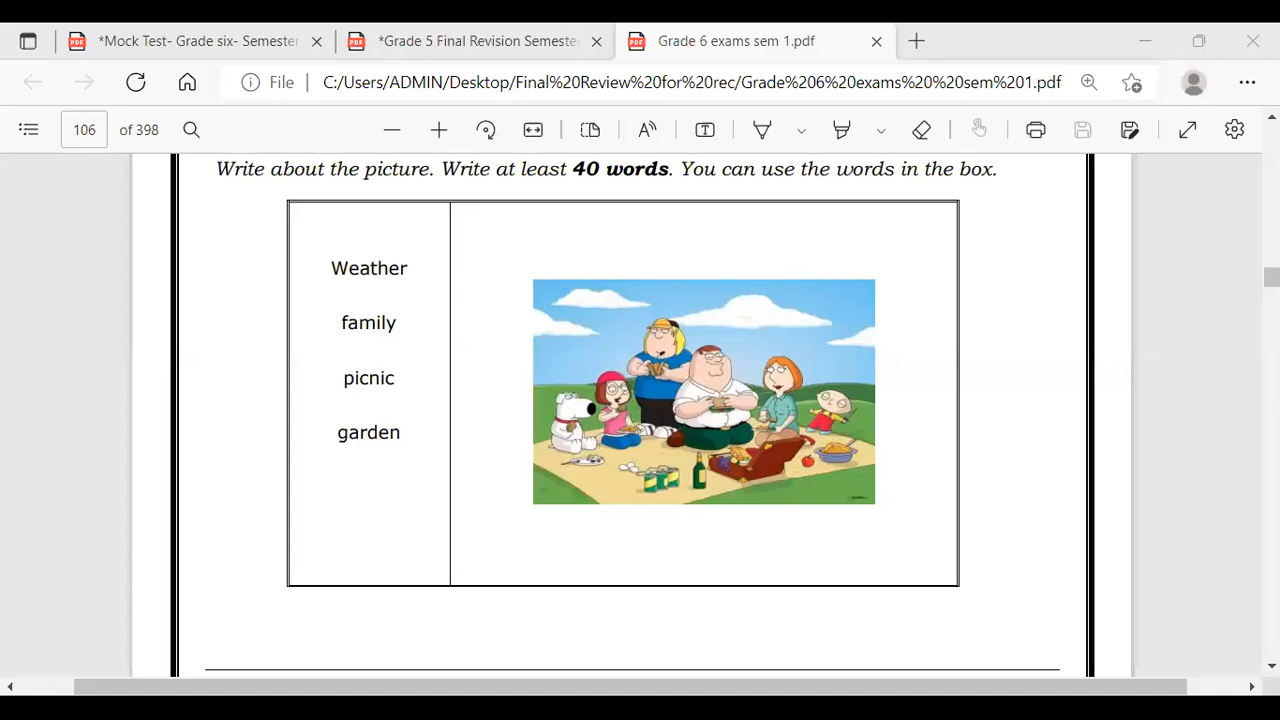 *Mock Test- Grade six- Semester
*Grade 5 Final Revision Semeste
Grade 6 exams sem 1.pdf
File
C:/Users/ADMIN/Desktop/Final%20Review%20for%20rec/Grade%206%20exams%20%20sem%201.pdf
106
of 398
Write about the picture. Write at least 40 words. You can use the words in the box.
Weather
family
picnic
garden